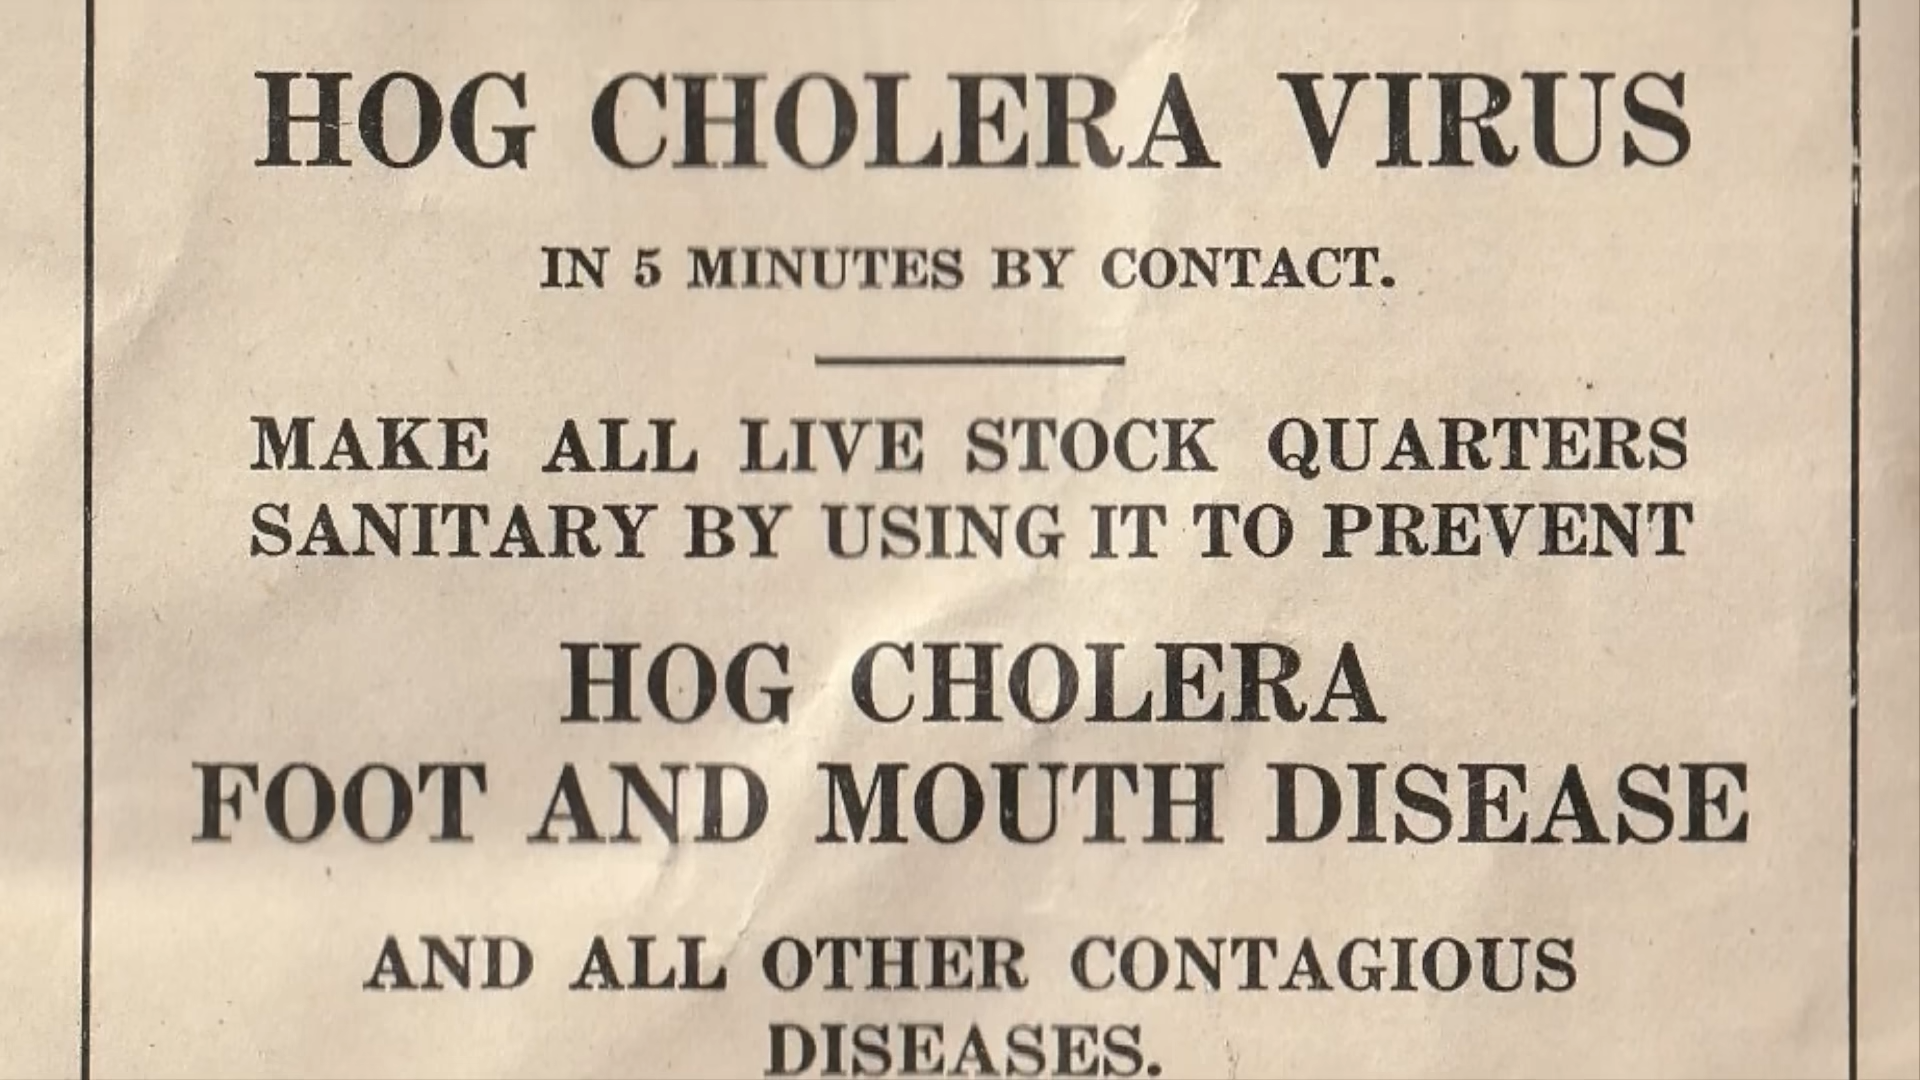 HOG CHOLERA VIRUS
IN 5 MINUTES BY CONTACT.
MAKE ALL LIVE STOCK QUARTERS
SANITARY BY USING IT TO PREVENT
HOG CHOLERA
FOOT AND MOUTH DISEASE
AND ALL OTHER CONTAGIOUS
DISEASES.